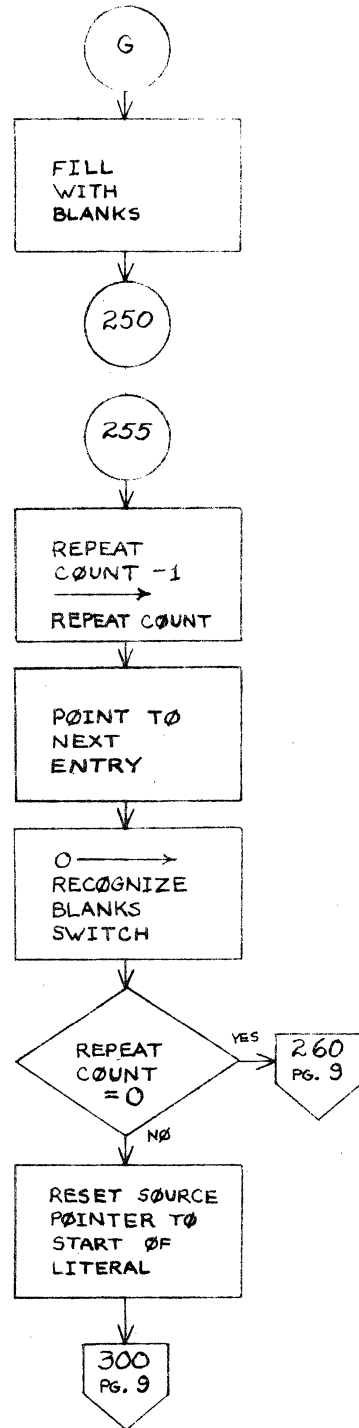 G
FILL
WITH
BLANKS
250
255
REPEAT
CØUNT -1
→
REPEAT CØUNT
PØINT TØ
NEXT
ENTRY
0 →
RECØGNIZE
BLANKS
SWITCH
REPEAT
CØUNT
=0
YES
260
PG. 9
NØ
RESET SØURCE
PØINTER TØ
START ØF
LITERAL
300
PG. 9